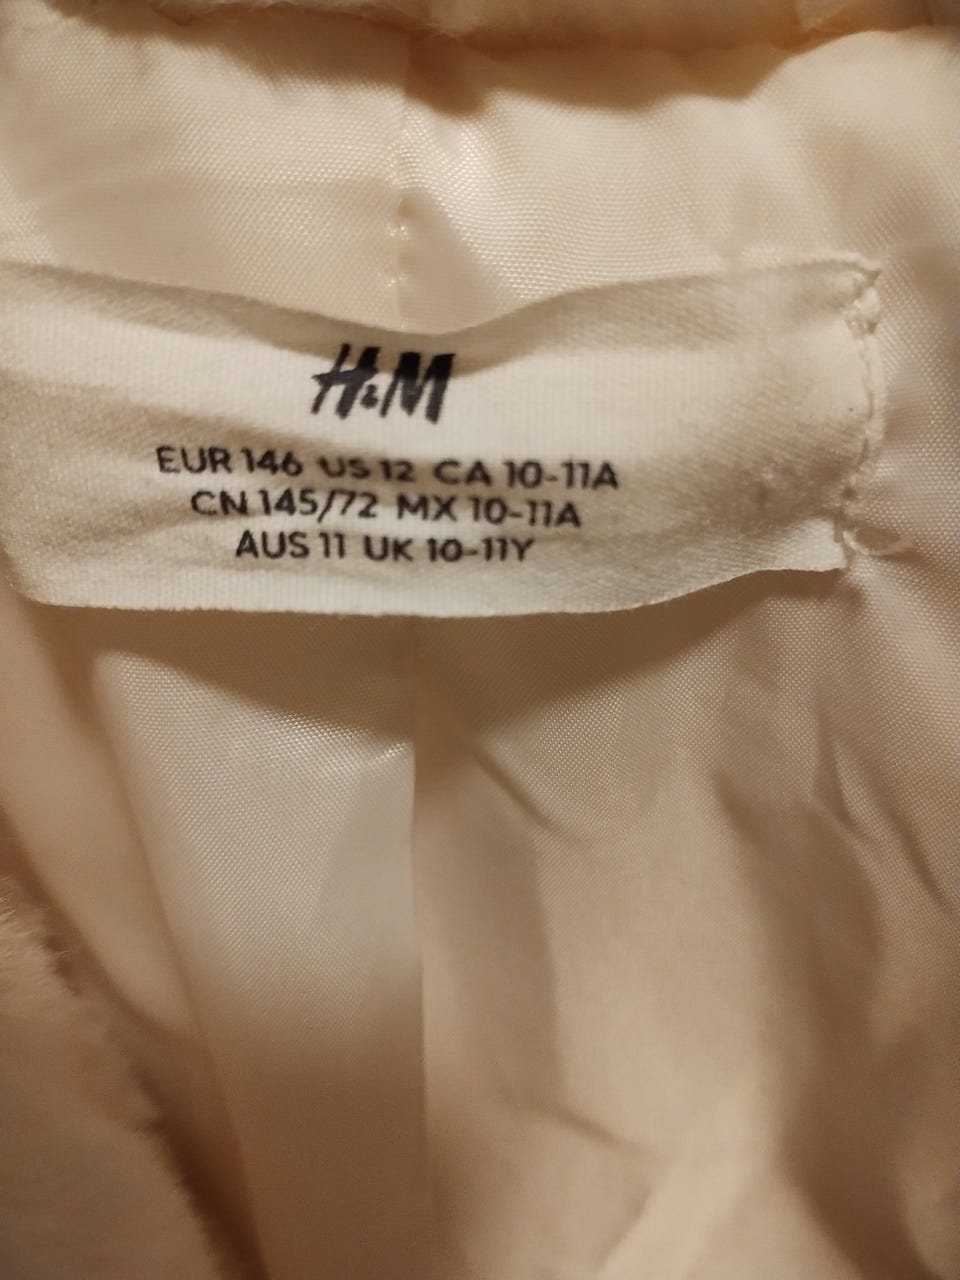 H&M
EUR 146 US 12 CA 10-11A
CN 145/72 MX 10-11A
AUS 11 UK 10-11Y